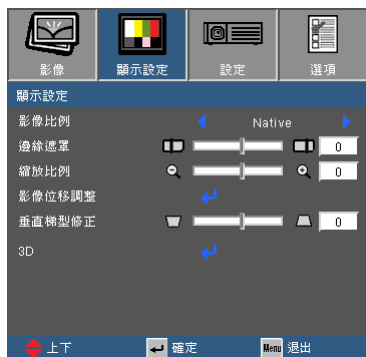 影像 顯示設定 設定 選項
顯示設定
影像比例 Native
邊緣遮罩 0
縮放比例 0
影像位移調整
垂直梯型修正 0
3D
上下 確定 Menu 退出